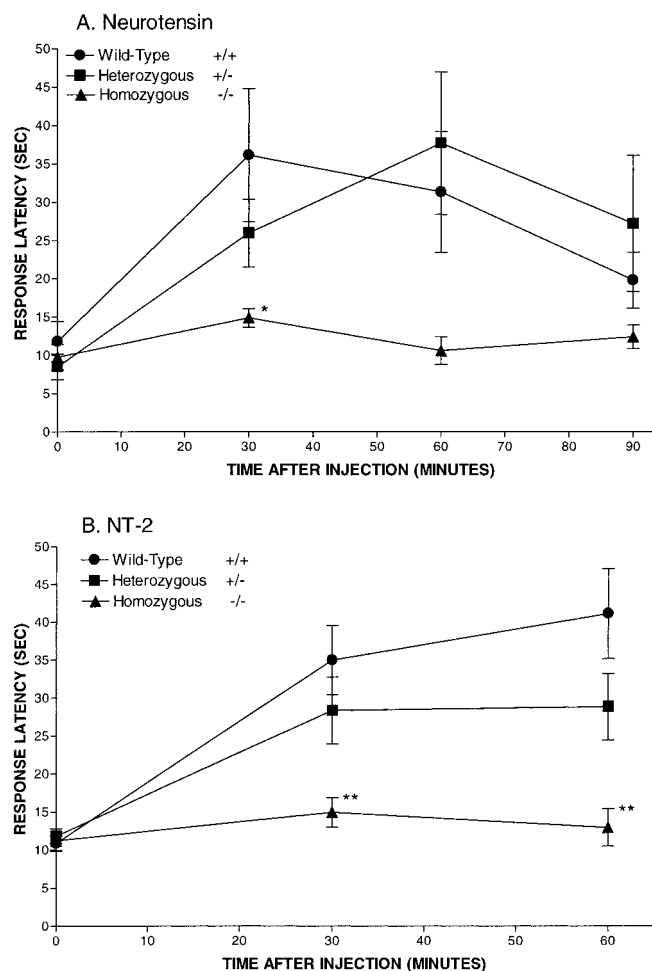 A. Neurotensin
Wild-Type +/+
Heterozygous +/-
Homozygous -/-
50
45
40
35
30
25
20
15
10
5
0
RESPONSE LATENCY (SEC)
*
0 10 20 30 40 50 60 70 80 90
TIME AFTER INJECTION (MINUTES)
B. NT-2
Wild-Type +/+
Heterozygous +/-
Homozygous -/-
50
45
40
35
30
25
20
15
10
5
0
RESPONSE LATENCY (SEC)
**
**
0 10 20 30 40 50 60
TIME AFTER INJECTION (MINUTES)